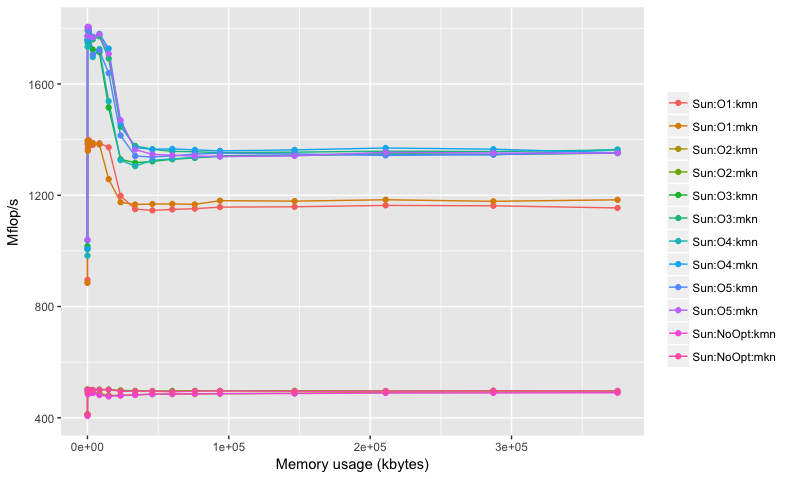 1600
1200
800
400
Mflop/s
0e+00 1e+05 2e+05 3e+05
Memory usage (kbytes)
Sun:O1:kmn
Sun:O1:mkn
Sun:O2:kmn
Sun:O2:mkn
Sun:O3:kmn
Sun:O3:mkn
Sun:O4:kmn
Sun:O4:mkn
Sun:O5:kmn
Sun:O5:mkn
Sun:NoOpt:kmn
Sun:NoOpt:mkn